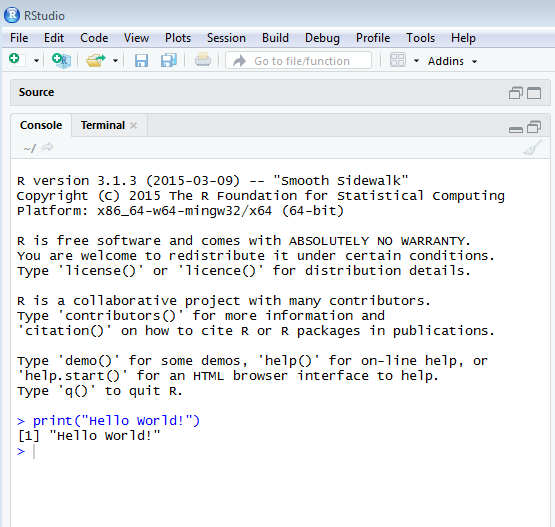 RStudio
File Edit Code View Plots Session Build Debug Profile Tools Help
Go to file/function Addins
Source
Console Terminal
~/
R version 3.1.3 (2015-03-09) -- "Smooth Sidewalk"
Copyright (C) 2015 The R Foundation for Statistical Computing
Platform: x86_64-w64-mingw32/x64 (64-bit)
R is free software and comes with ABSOLUTELY NO WARRANTY.
You are welcome to redistribute it under certain conditions.
Type 'license()' or 'licence()' for distribution details.
R is a collaborative project with many contributors.
Type 'contributors()' for more information and
'citation()' on how to cite R or R packages in publications.
Type 'demo()' for some demos, 'help()' for on-line help, or
'help.start()' for an HTML browser interface to help.
Type 'q()' to quit R.
> print("Hello World!")
[1] "Hello World!"
>